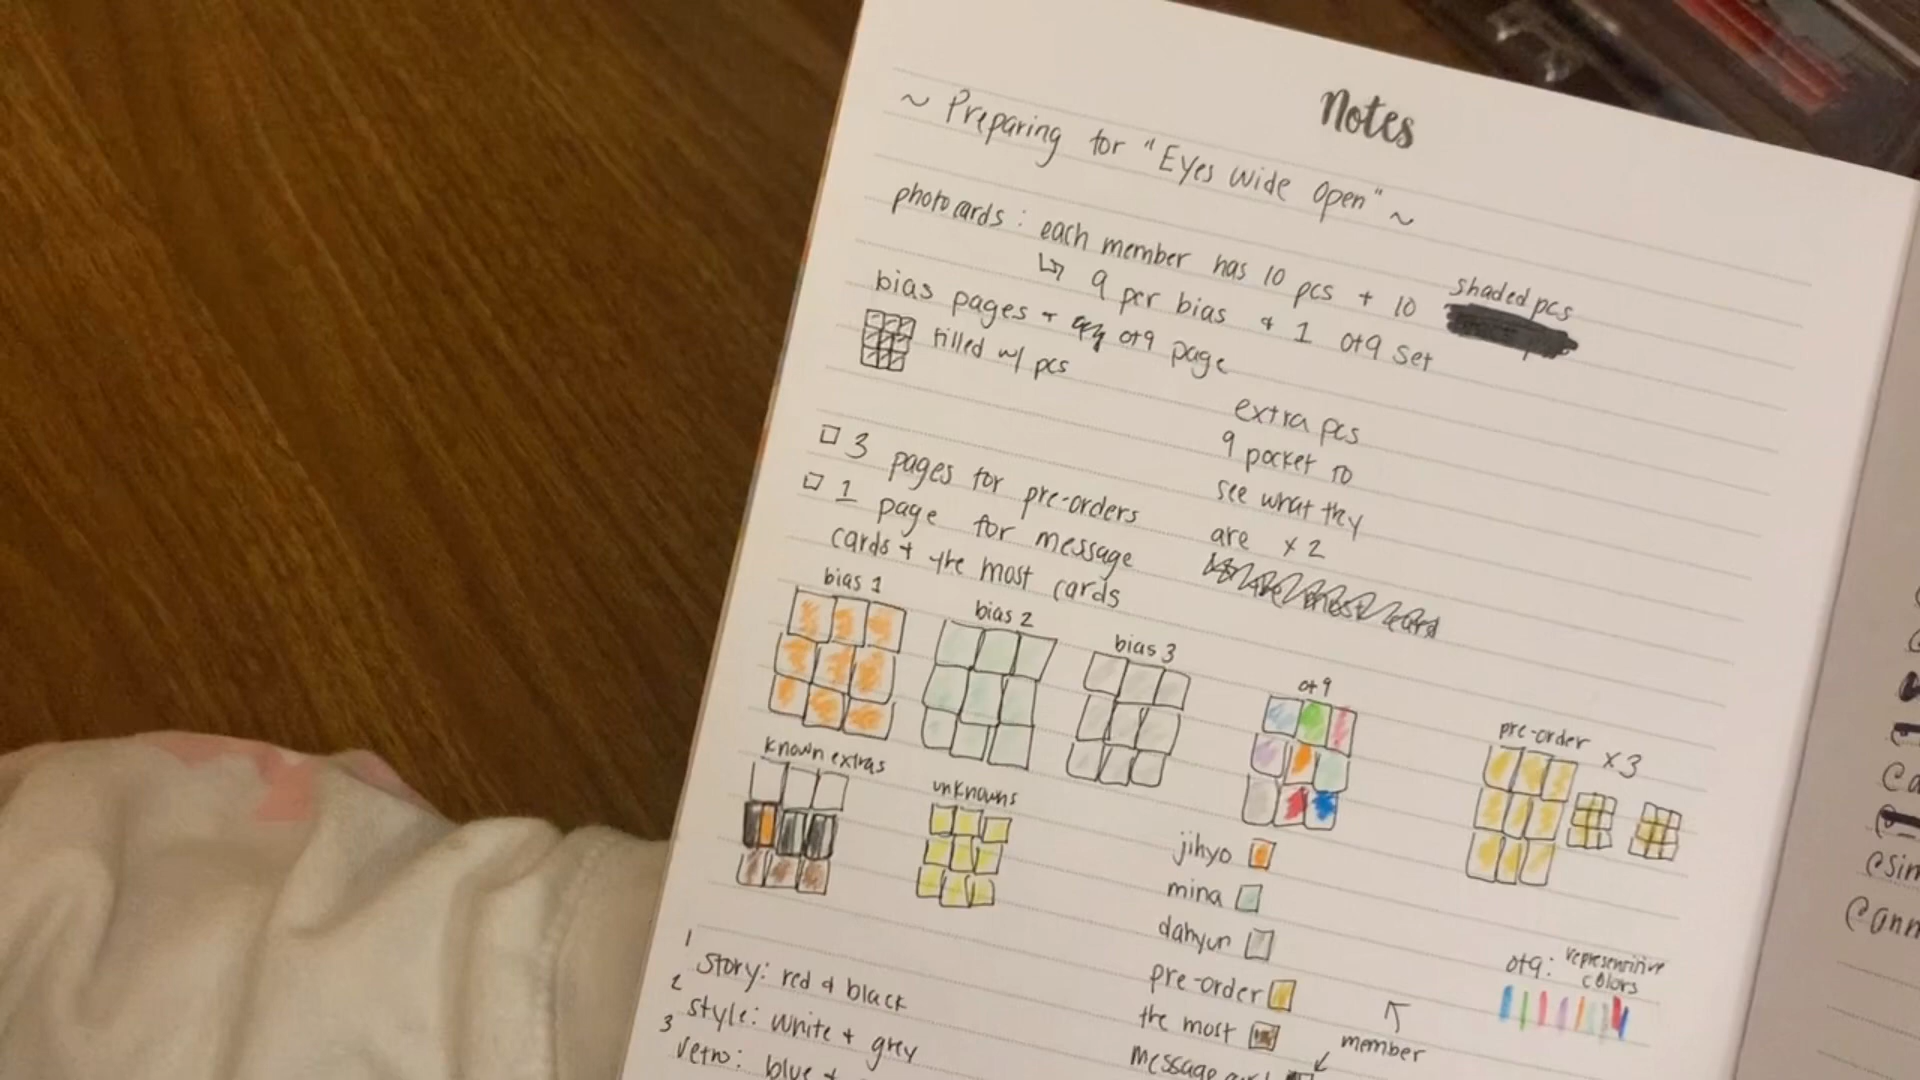 Notes
~ Preparing for "Eyes wide open" ~
photocards : each member has 10 pcs + 10 shaded pcs
↳ 9 per bias + 1 ot9 set
bias pages + ot9 page
filled w/ pcs
extra pcs
9 pocket to
see what they
are x 2
□ 3 pages for pre-orders
□ 1 page for message
cards + the most cards
bias 1
bias 2
bias 3
ot9
pre-order x3
known extras
unknowns
jihyo
mina
dahyun
pre-order
the most
message
member
ot9: representitive
colors
1 story: red & black
2 style: white + grey
3 retro: blue +